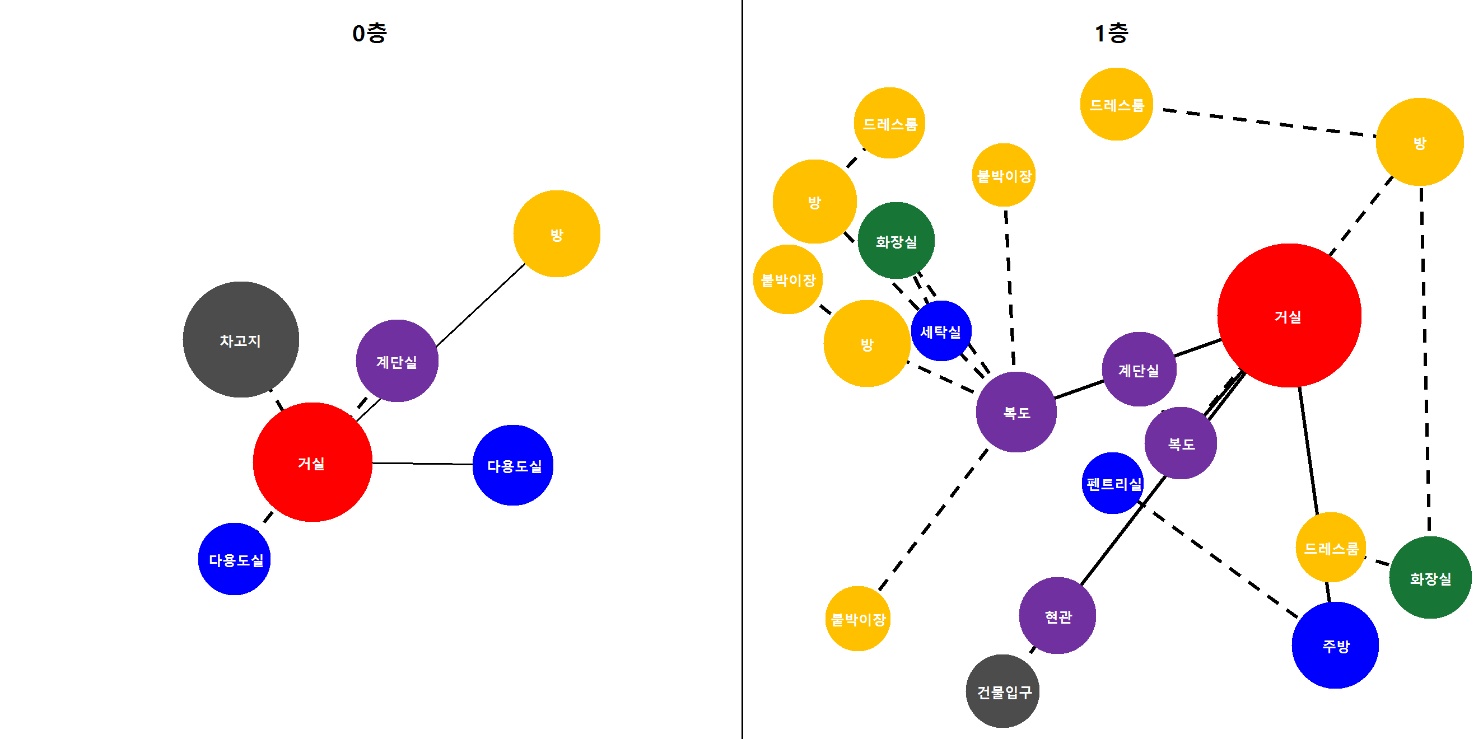 0층
방
차고지
계단실
거실
다용도실
다용도실
1층
드레스룸
드레스룸
방
붙박이장
방
화장실
붙박이장
거실
세탁실
방
계단실
복도
복도
펜트리실
드레스룸
화장실
붙박이장
현관
주방
건물입구